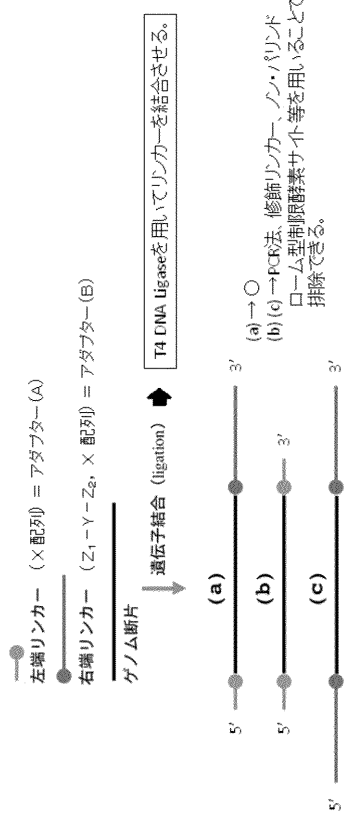 左端リンカー (X配列) = アダプター(A)
右端リンカー (Z₁-Y-Z₂, X 配列) = アダプター(B)
ゲノム断片
遺伝子結合 (ligation)
T4 DNA Ligaseを用いてリンカーを結合させる。
(a)
5′
3′
(b)
5′
3′
(c)
5′
3′
(a)→○
(b)(c)→PCR法、修飾リンカー、ノン・パリンド
ローム型制限酵素サイト等を用いることで
排除できる。